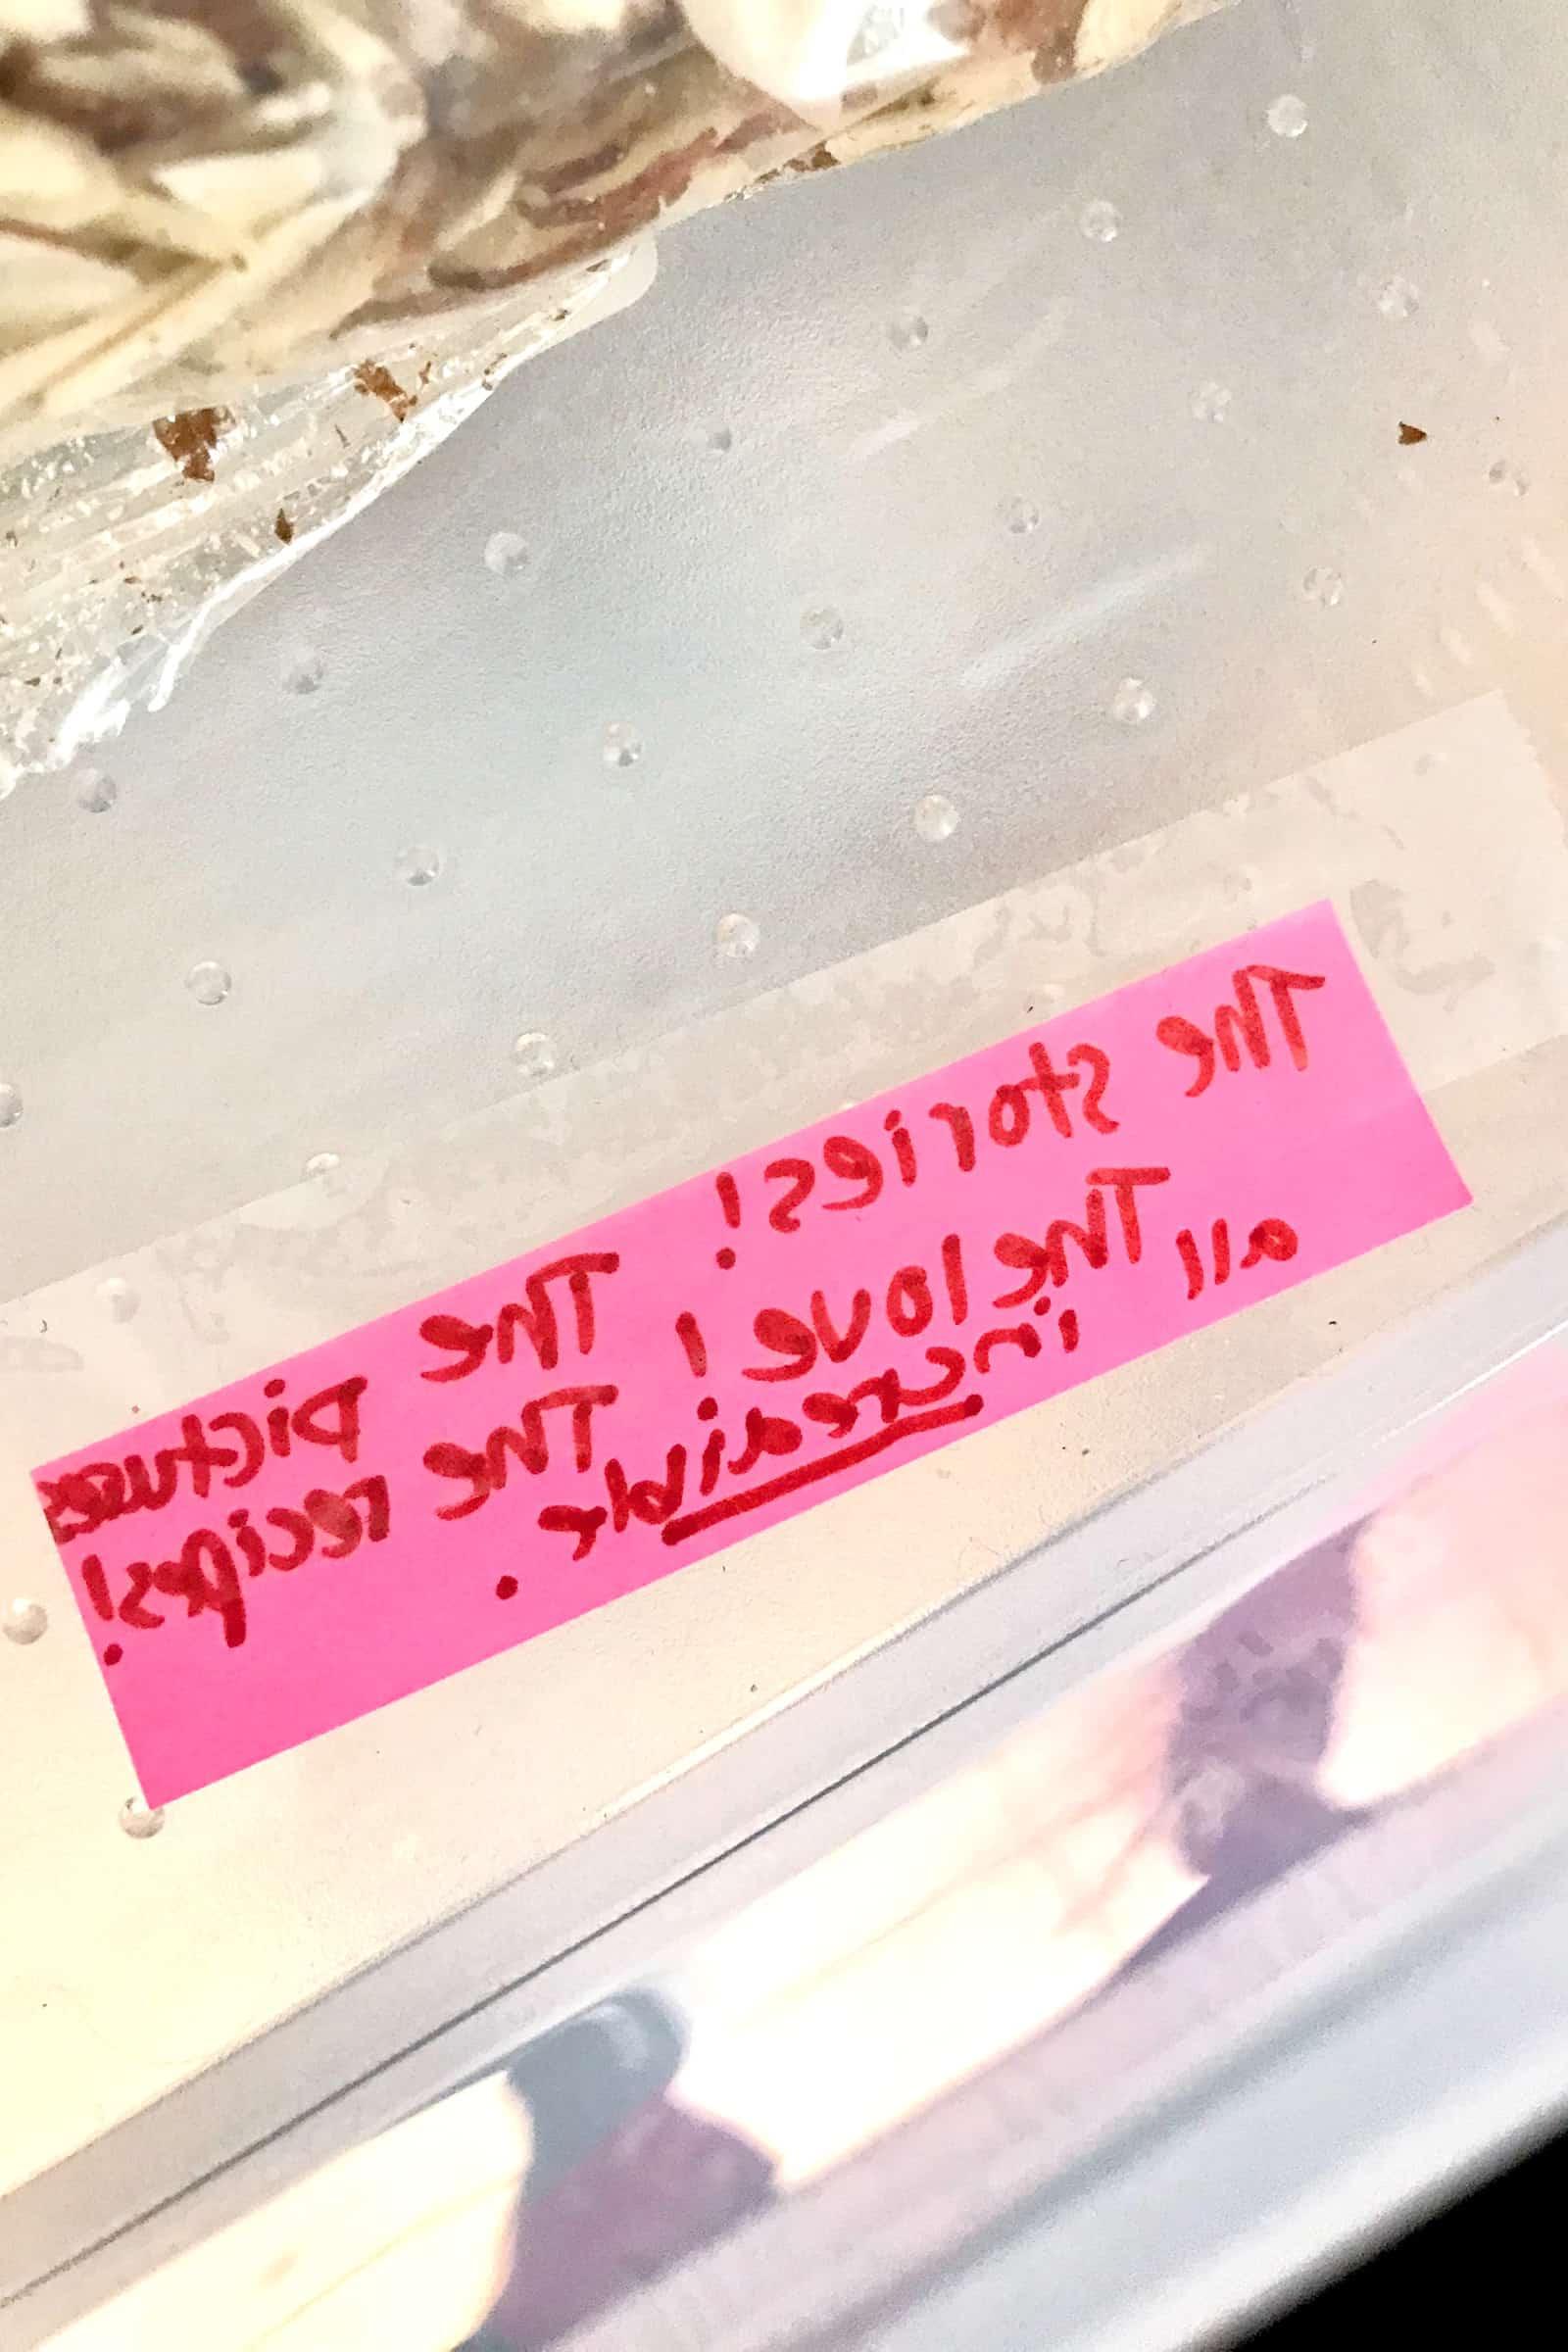 The stories! The pictures
The love! The recipes!
all incredible.